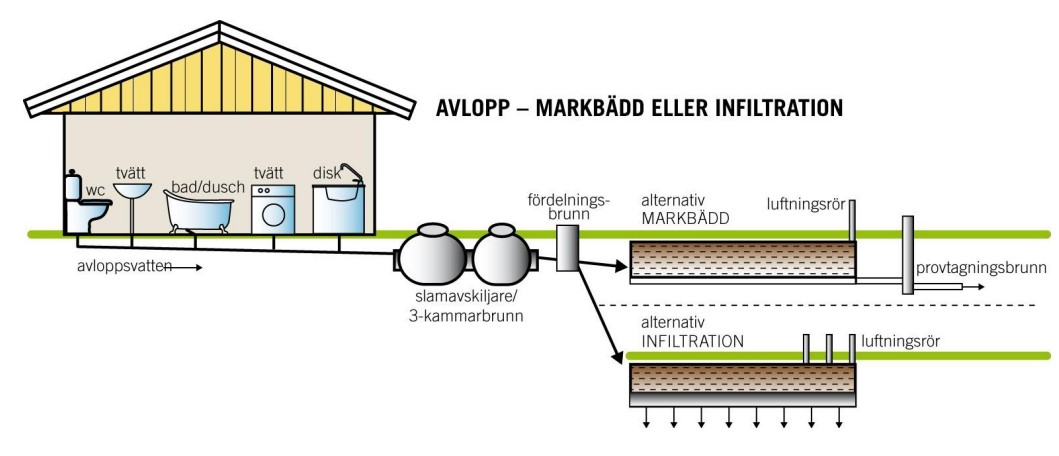 AVLOPP – MARKBÄDD ELLER INFILTRATION
wc
tvätt
bad/dusch
tvätt
disk
avloppsvatten
slamavskiljare/
3-kammarbrunn
fördelnings-
brunn
alternativ
MARKBÄDD
luftningsrör
provtagningsbrunn
alternativ
INFILTRATION
luftningsrör